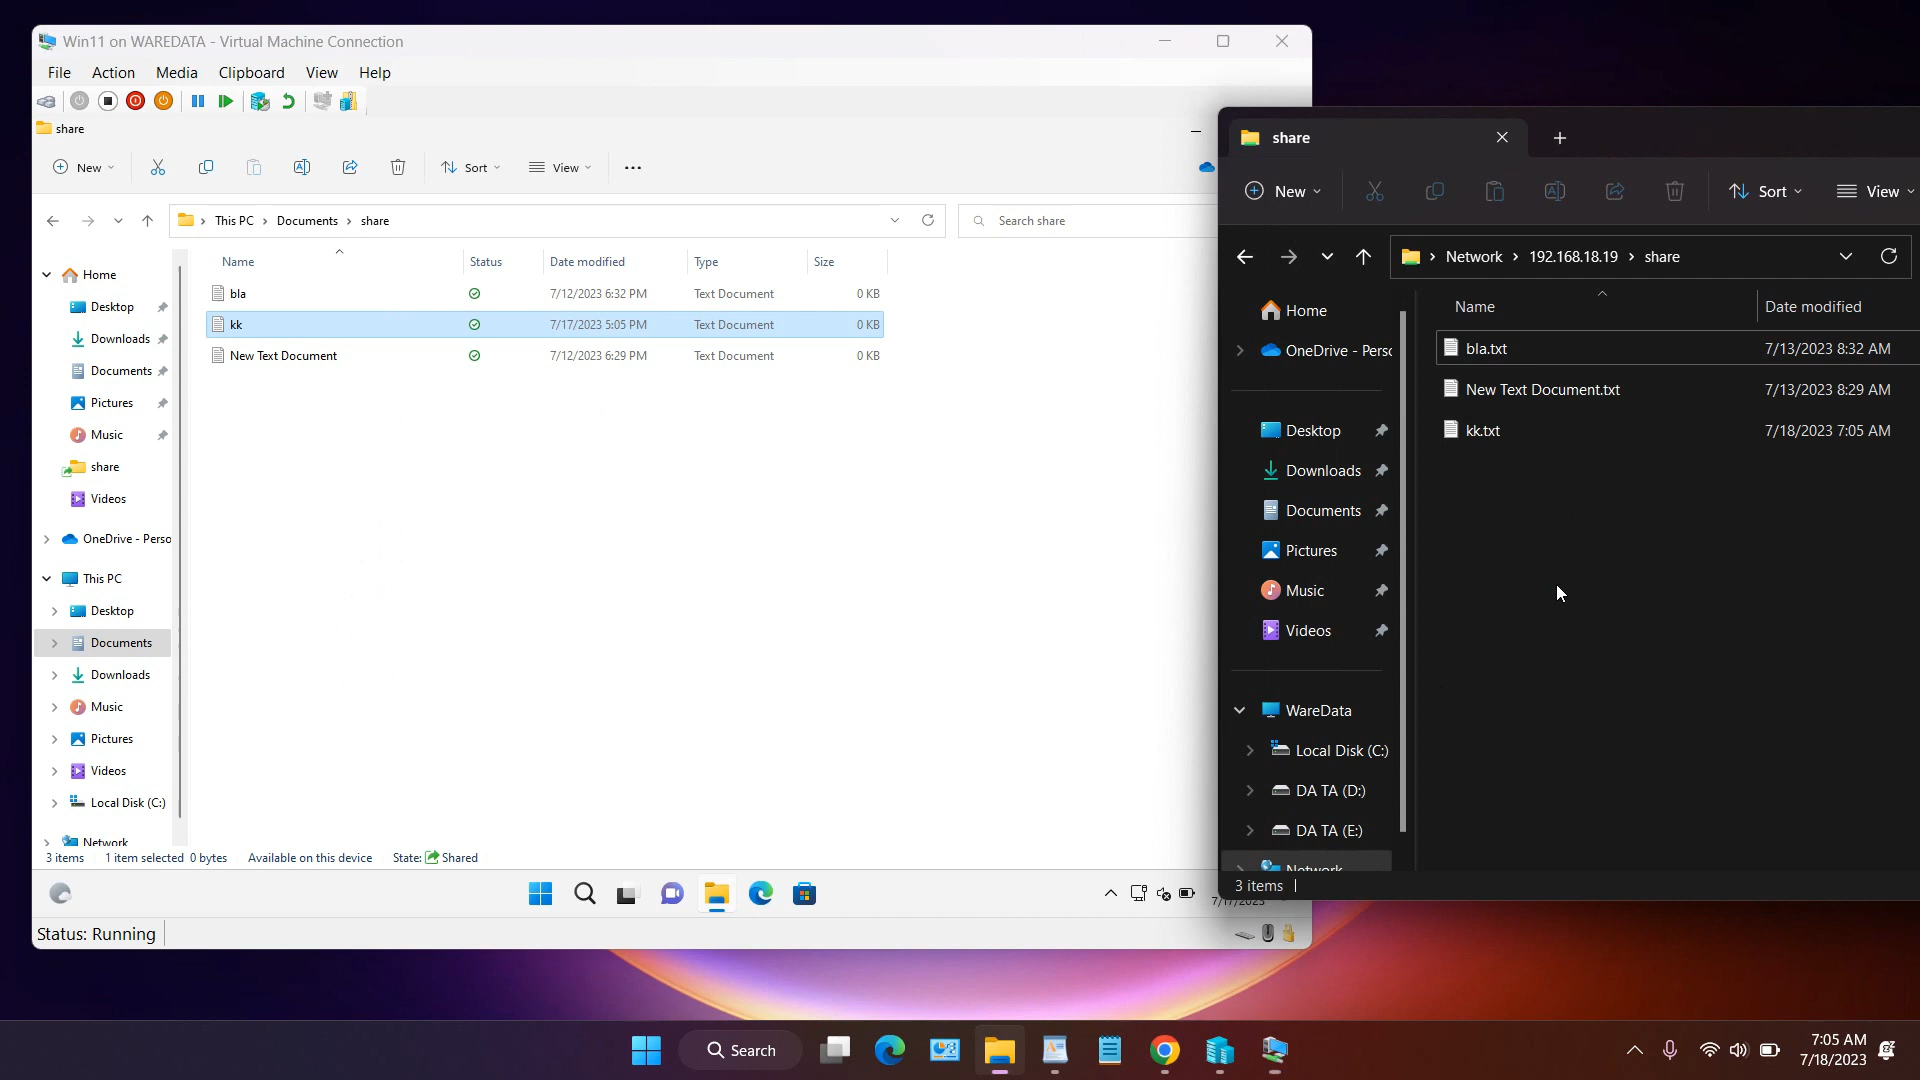 Win11 on WAREDATA - Virtual Machine Connection
File Action Media Clipboard View Help
share
New Sort View
This PC Documents share
Search share
Name Status Date modified Type Size
bla 7/12/2023 6:32 PM Text Document 0 KB
kk 7/17/2023 5:05 PM Text Document 0 KB
New Text Document 7/12/2023 6:29 PM Text Document 0 KB
Home
Desktop
Downloads
Documents
Pictures
Music
share
Videos
OneDrive - Perso
This PC
Desktop
Documents
Downloads
Music
Pictures
Videos
Local Disk (C:)
Network
3 items 1 item selected 0 bytes Available on this device State: Shared
7/17/2023
Status: Running
share
New Sort View
Network 192.168.18.19 share
Name Date modified
bla.txt 7/13/2023 8:32 AM
New Text Document.txt 7/13/2023 8:29 AM
kk.txt 7/18/2023 7:05 AM
Home
OneDrive - Perso
Desktop
Downloads
Documents
Pictures
Music
Videos
WareData
Local Disk (C:)
DA TA (D:)
DA TA (E:)
Network
3 items
Search
7:05 AM
7/18/2023